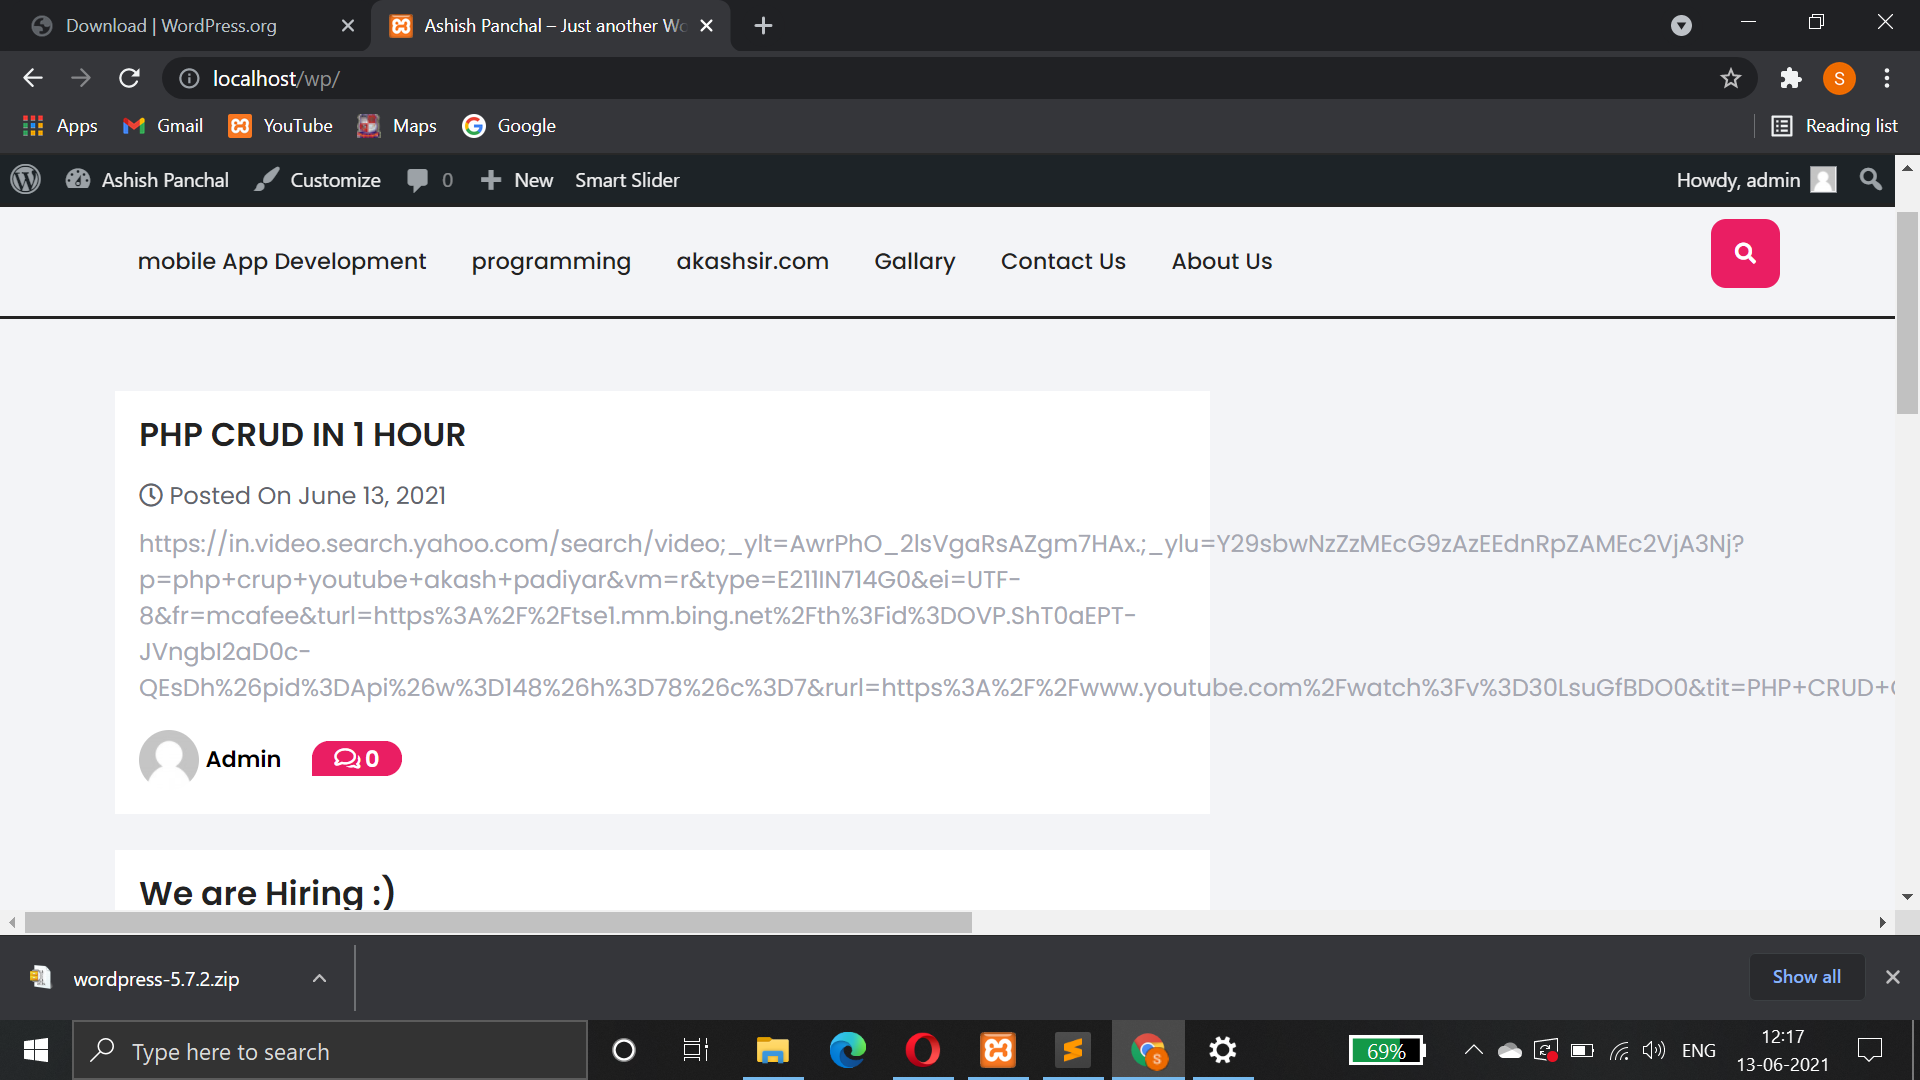 Download | WordPress.org
Ashish Panchal – Just another Wo
localhost/wp/
S
Apps Gmail YouTube Maps Google Reading list
Ashish Panchal Customize 0 New Smart Slider Howdy, admin
mobile App Development programming akashsir.com Gallary Contact Us About Us
PHP CRUD IN 1 HOUR
Posted On June 13, 2021
https://in.video.search.yahoo.com/search/video;_ylt=AwrPhO_2lsVgaRsAZgm7HAx.;_ylu=Y29sbwNzZzMEcG9zAzEEdnRpZAMEc2VjA3Nj?
p=php+crup+youtube+akash+padiyar&vm=r&type=E211IN714G0&ei=UTF-
8&fr=mcafee&turl=https%3A%2F%2Ftse1.mm.bing.net%2Fth%3Fid%3DOVP.ShT0aEPT-
JVngbI2aD0c-
QEsDh%26pid%3DApi%26w%3D148%26h%3D78%26c%3D7&rurl=https%3A%2F%2Fwww.youtube.com%2Fwatch%3Fv%3D30LsuGfBDO0&tit=PHP+CRUD+
Admin 0
We are Hiring :)
wordpress-5.7.2.zip
Show all
Type here to search
S
69%
ENG
12:17
13-06-2021